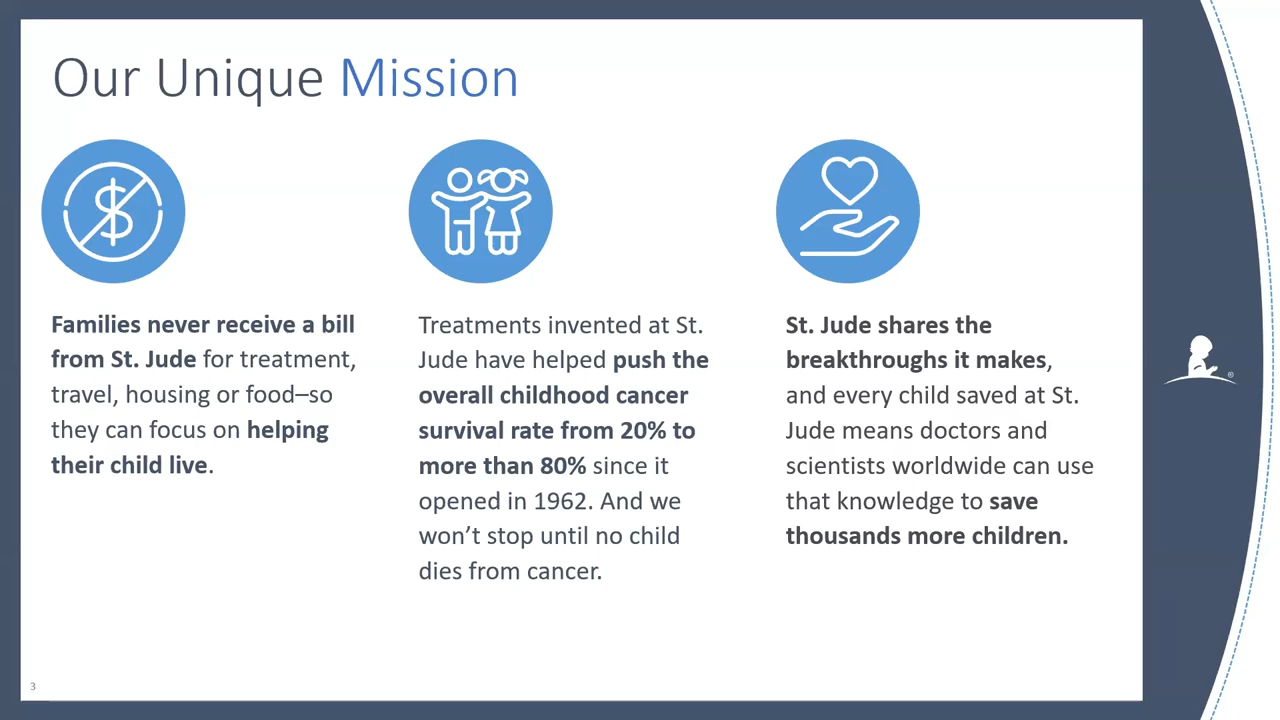 Our Unique Mission
Families never receive a bill
from St. Jude for treatment,
travel, housing or food–so
they can focus on helping
their child live.
Treatments invented at St.
Jude have helped push the
overall childhood cancer
survival rate from 20% to
more than 80% since it
opened in 1962. And we
won’t stop until no child
dies from cancer.
St. Jude shares the
breakthroughs it makes,
and every child saved at St.
Jude means doctors and
scientists worldwide can use
that knowledge to save
thousands more children.
®
3